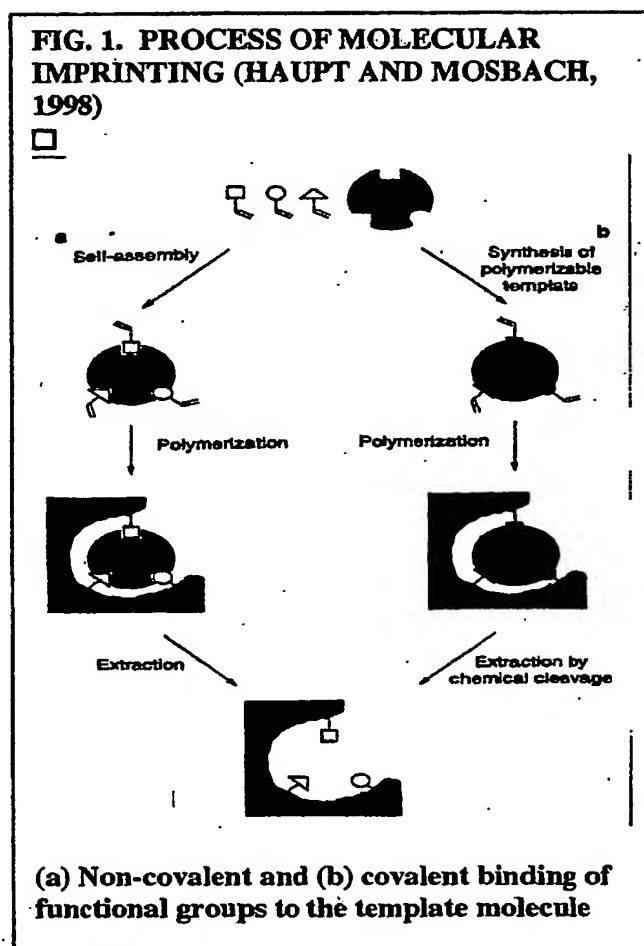 FIG. 1. PROCESS OF MOLECULAR
IMPRINTING (HAUPT AND MOSBACH,
1998)
a
Self-assembly
b
Synthesis of
polymerizable
template
Polymerization
Polymerization
Extraction
Extraction by
chemical cleavage
(a) Non-covalent and (b) covalent binding of
functional groups to the template molecule